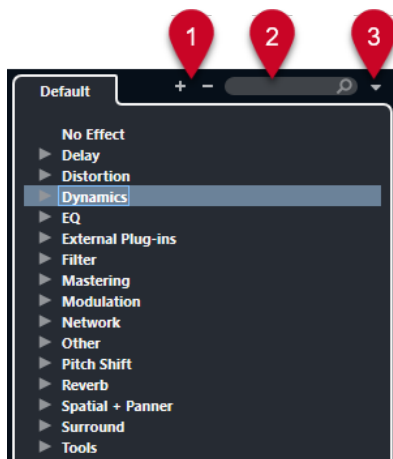 1 2 3
Default + −
No Effect
Delay
Distortion
Dynamics
EQ
External Plug-ins
Filter
Mastering
Modulation
Network
Other
Pitch Shift
Reverb
Spatial + Panner
Surround
Tools